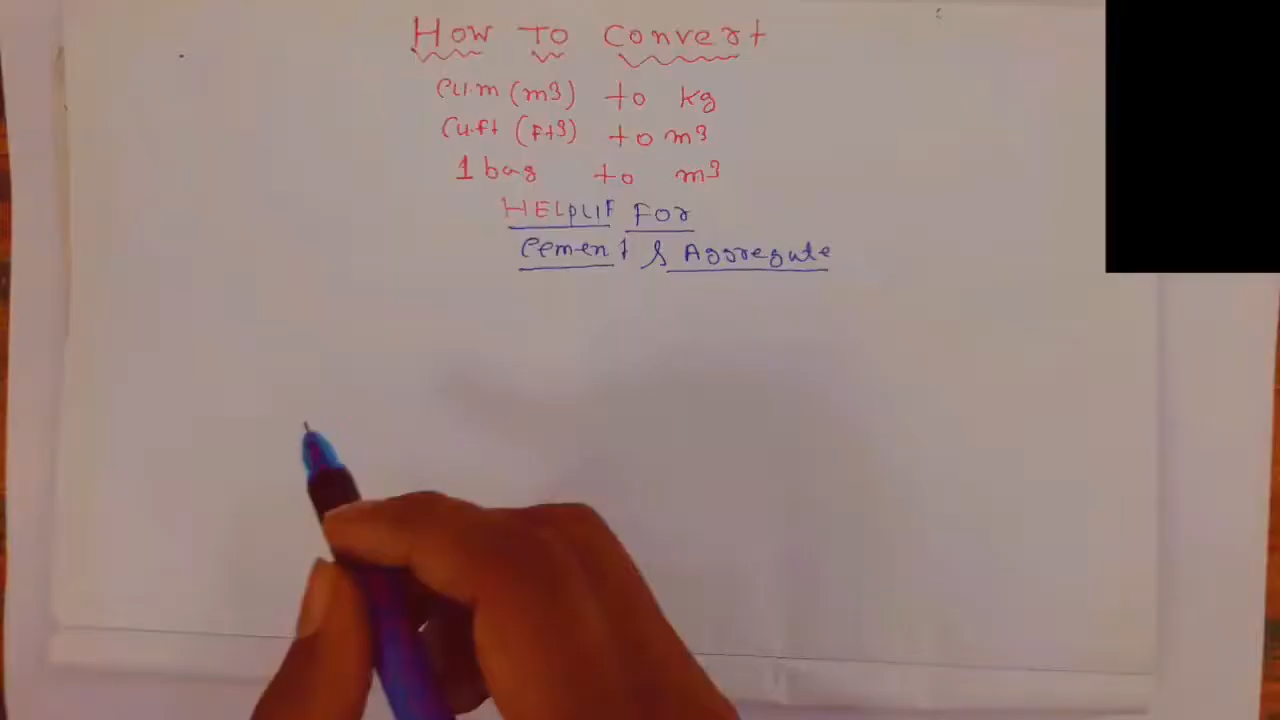 How To Convert
Cu.m (m3) to kg
Cu.ft (Ft3) to m3
1 bag to m3
HELPUF For
Cement & Aggregate